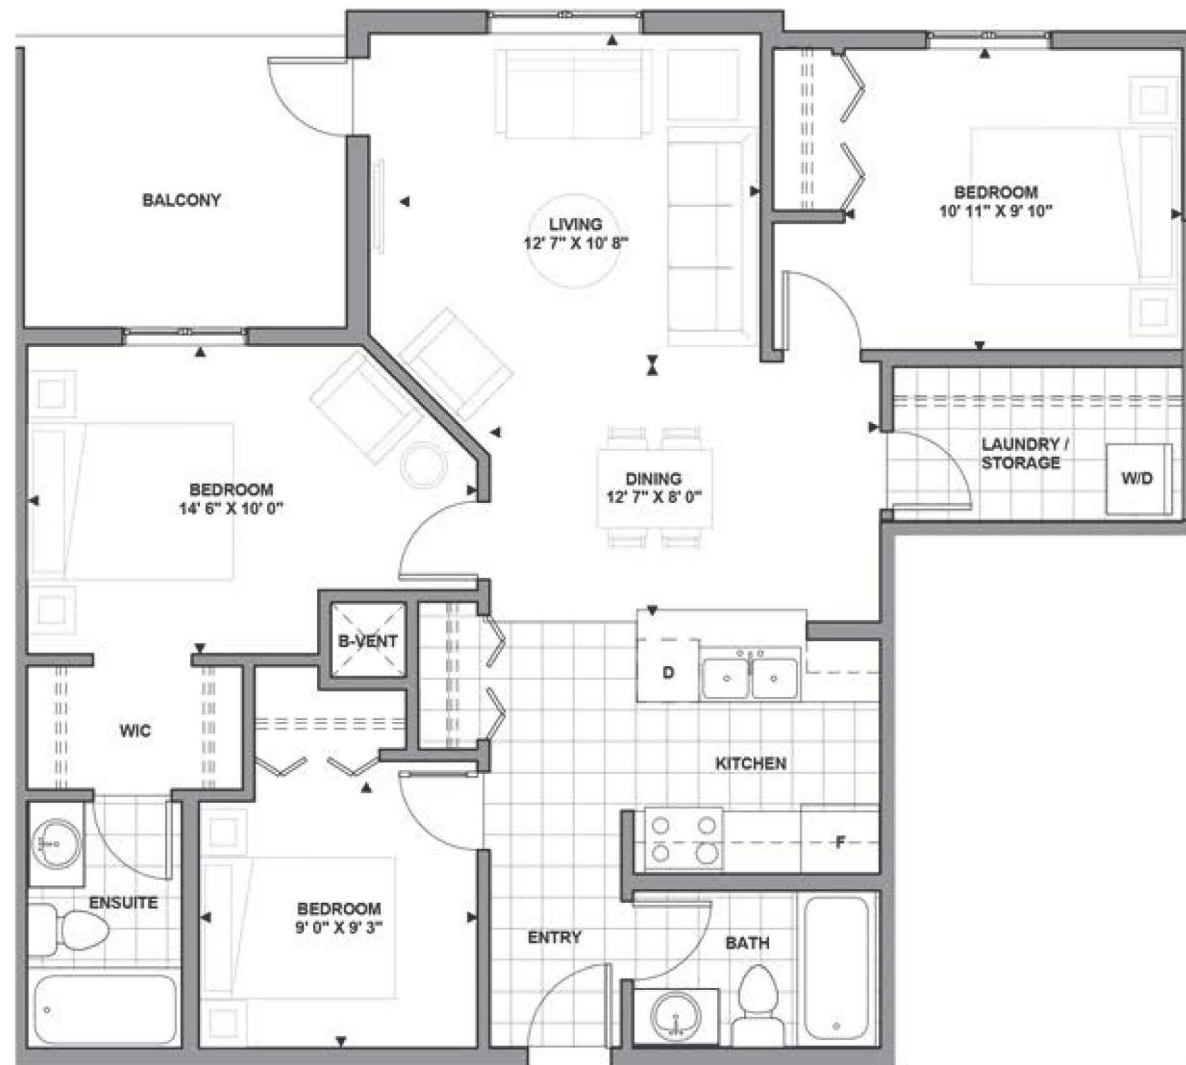 BALCONY
LIVING
12' 7" X 10' 8"
BEDROOM
10' 11" X 9' 10"
LAUNDRY /
STORAGE
W/D
BEDROOM
14' 6" X 10' 0"
DINING
12' 7" X 8' 0"
B-VENT
D
WIC
KITCHEN
F
ENSUITE
BEDROOM
9' 0" X 9' 3"
ENTRY
BATH